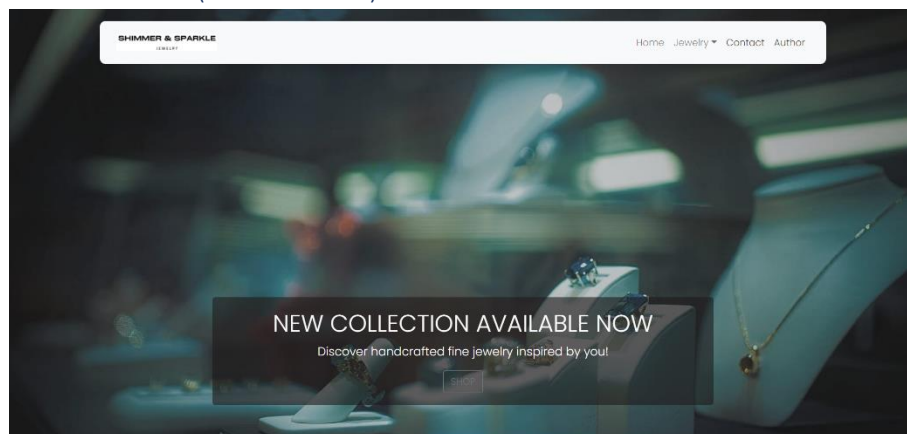 SHIMMER & SPARKLE
JEWELRY
Home Jewelry Contact Author
NEW COLLECTION AVAILABLE NOW
Discover handcrafted fine jewelry inspired by you!
SHOP